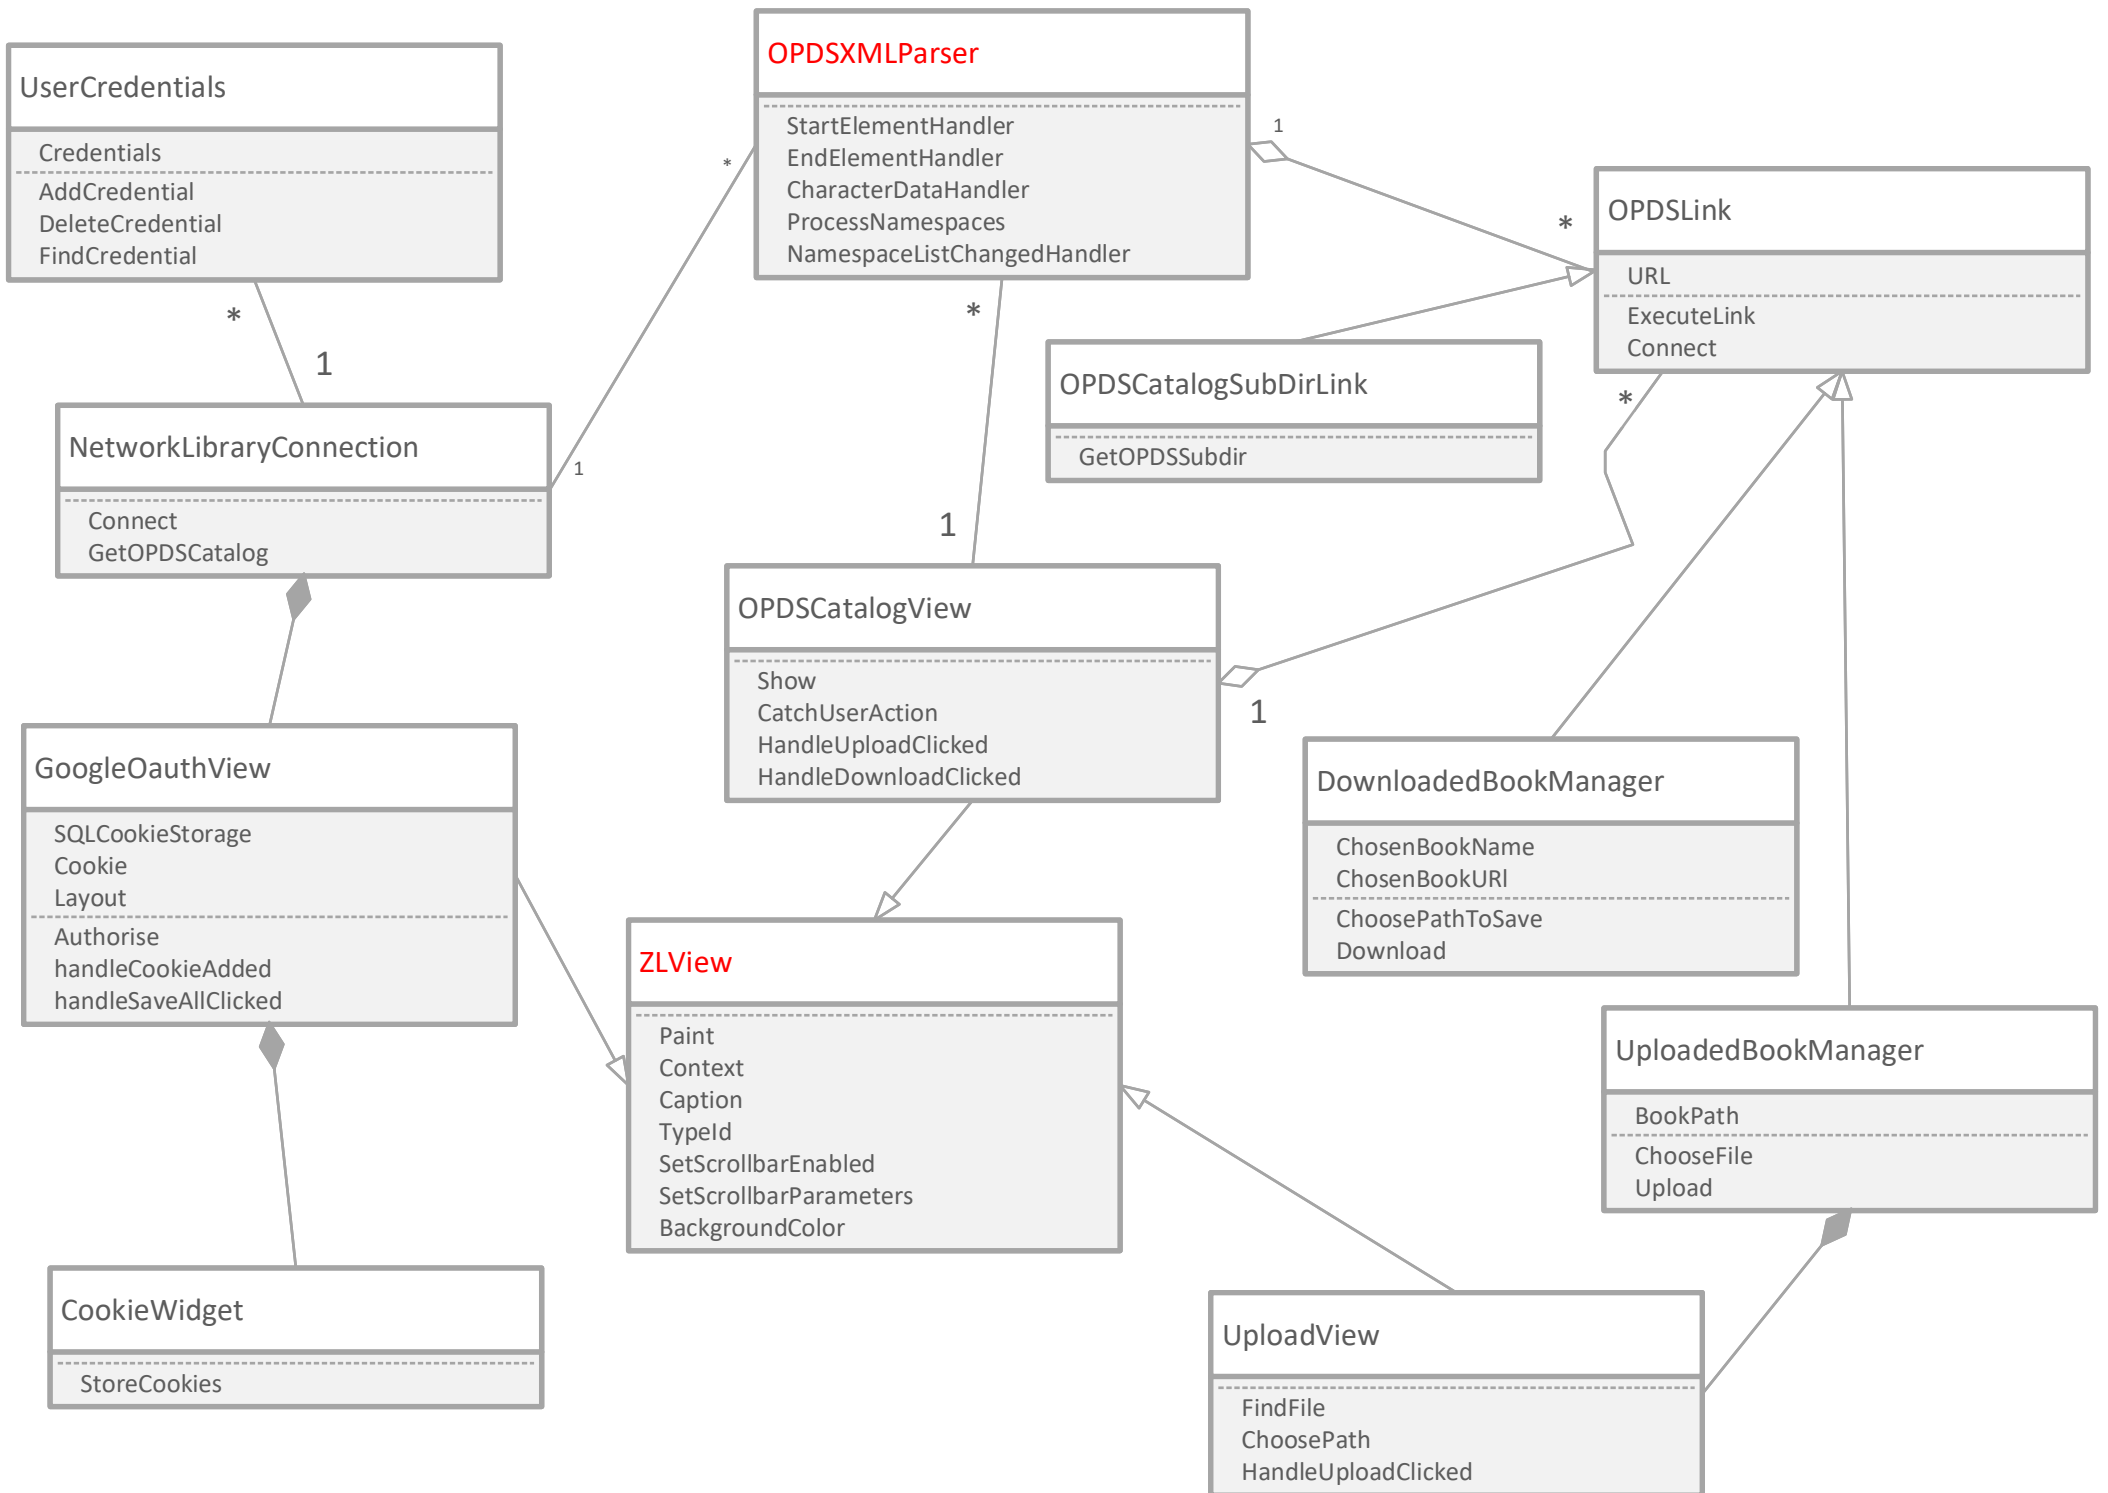 UserCredentials
Credentials
AddCredential
DeleteCredential
FindCredential
*
1
OPDSXMLParser
StartElementHandler
EndElementHandler
CharacterDataHandler
ProcessNamespaces
NamespaceListChangedHandler
*
1
1
*
*
1
OPDSLink
URL
ExecuteLink
Connect
*
1
OPDSCatalogSubDirLink
GetOPDSSubdir
NetworkLibraryConnection
Connect
GetOPDSCatalog
OPDSCatalogView
Show
CatchUserAction
HandleUploadClicked
HandleDownloadClicked
GoogleOauthView
SQLCookieStorage
Cookie
Layout
Authorise
handleCookieAdded
handleSaveAllClicked
DownloadedBookManager
ChosenBookName
ChosenBookURl
ChoosePathToSave
Download
ZLView
Paint
Context
Caption
TypeId
SetScrollbarEnabled
SetScrollbarParameters
BackgroundColor
UploadedBookManager
BookPath
ChooseFile
Upload
CookieWidget
StoreCookies
UploadView
FindFile
ChoosePath
HandleUploadClicked